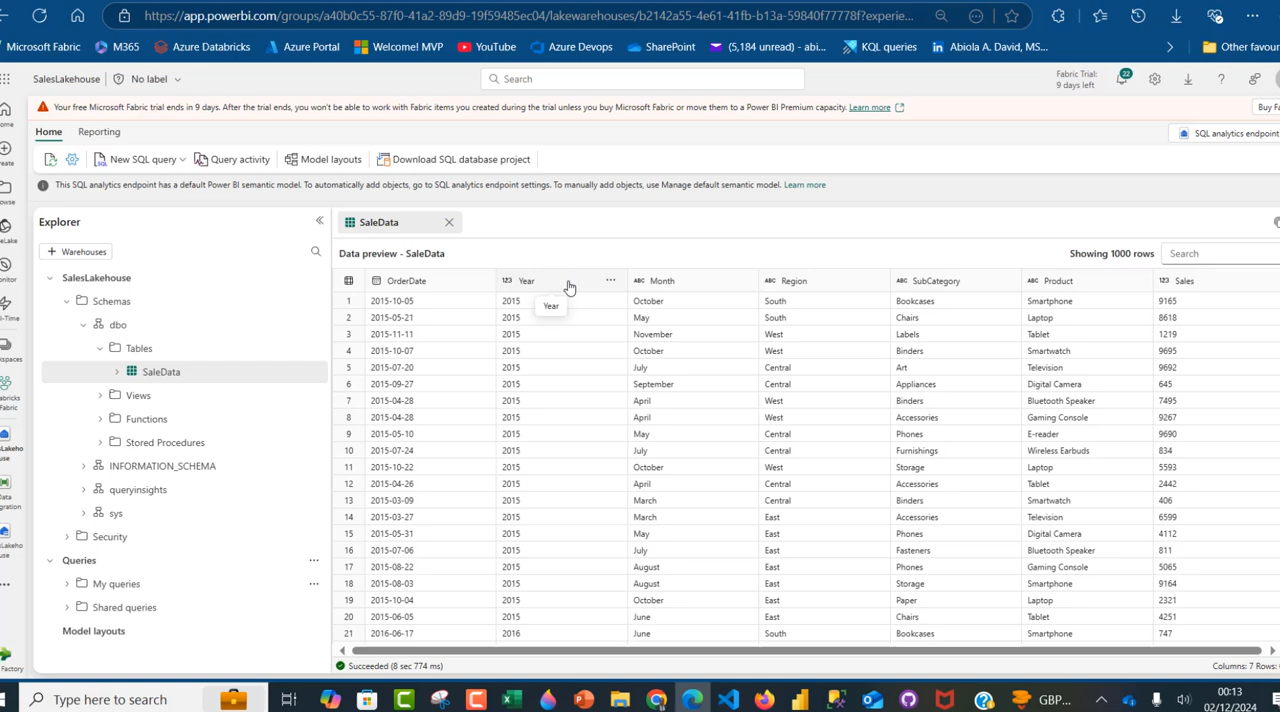 https://app.powerbi.com/groups/a40b0c55-87f0-41a2-89d9-19f59485ec04/lakewarehouses/b2142a55-4e61-41fb-b13a-59840f77778f?experie...
Microsoft Fabric M365 Azure Databricks Azure Portal Welcome! MVP YouTube Azure Devops SharePoint (5,184 unread) - abi... KQL queries Abiola A. David, MS... Other favour
SalesLakehouse No label Search Fabric Trial: 9 days left 22
Your free Microsoft Fabric trial ends in 9 days. After the trial ends, you won't be able to work with Fabric items you created during the trial unless you buy Microsoft Fabric or move them to a Power BI Premium capacity. Learn more Buy Fa
Home Reporting SQL analytics endpoint
New SQL query Query activity Model layouts Download SQL database project
This SQL analytics endpoint has a default Power BI semantic model. To automatically add objects, go to SQL analytics endpoint settings. To manually add objects, use Manage default semantic model. Learn more
Explorer
+ Warehouses
SalesLakehouse
Schemas
dbo
Tables
SaleData
Views
Functions
Stored Procedures
INFORMATION_SCHEMA
queryinsights
sys
Security
Queries
My queries
Shared queries
Model layouts
SaleData
Data preview - SaleData Showing 1000 rows Search
OrderDate 123 Year ABC Month ABC Region ABC SubCategory ABC Product 123 Sales
Year
1 2015-10-05 2015 October South Bookcases Smartphone 9165
2 2015-05-21 2015 May South Chairs Laptop 8618
3 2015-11-11 2015 November West Labels Tablet 1219
4 2015-10-07 2015 October West Binders Smartwatch 9695
5 2015-07-20 2015 July Central Art Television 9692
6 2015-09-27 2015 September Central Appliances Digital Camera 645
7 2015-04-28 2015 April West Binders Bluetooth Speaker 7495
8 2015-04-28 2015 April West Accessories Gaming Console 9267
9 2015-05-10 2015 May Central Phones E-reader 9690
10 2015-07-24 2015 July Central Furnishings Wireless Earbuds 834
11 2015-10-22 2015 October West Storage Laptop 5593
12 2015-04-26 2015 April Central Accessories Tablet 2442
13 2015-03-09 2015 March Central Binders Smartwatch 406
14 2015-03-27 2015 March East Accessories Television 6599
15 2015-05-31 2015 May East Phones Digital Camera 4112
16 2015-07-06 2015 July East Fasteners Bluetooth Speaker 811
17 2015-08-22 2015 August East Phones Gaming Console 5065
18 2015-08-03 2015 August East Storage Smartphone 9164
19 2015-10-04 2015 October East Paper Laptop 2321
20 2015-06-05 2015 June East Chairs Tablet 4251
21 2016-06-17 2016 June South Bookcases Smartphone 747
Succeeded (8 sec 774 ms) Columns: 7 Rows:
Type here to search GBP... 00:13
02/12/2024